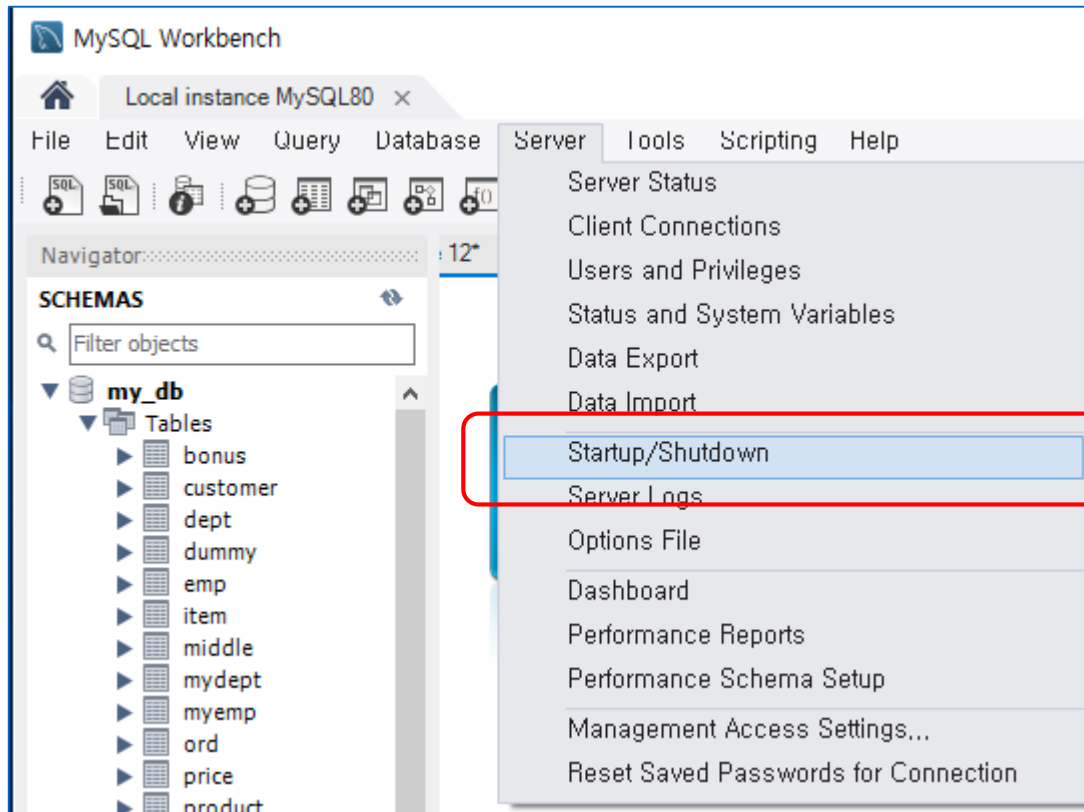 MySQL Workbench
Local instance MySQL80 ×
File Edit View Query Database Server Tools Scripting Help
SQL SQL f()
Navigator 12*
SCHEMAS
Filter objects
my_db
Tables
bonus
customer
dept
dummy
emp
item
middle
mydept
myemp
ord
price
product
Server Status
Client Connections
Users and Privileges
Status and System Variables
Data Export
Data Import
Startup/Shutdown
Server Logs
Options File
Dashboard
Performance Reports
Performance Schema Setup
Management Access Settings...
Reset Saved Passwords for Connection